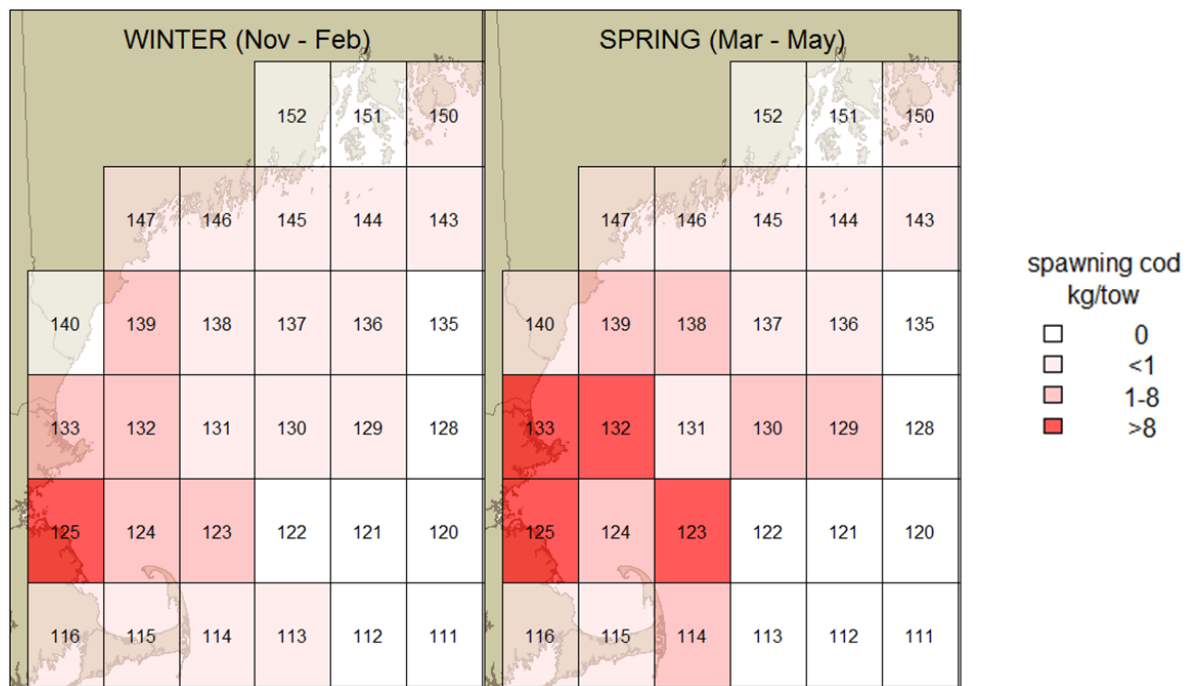 WINTER (Nov - Feb)
152 151 150
147 146 145 144 143
140 139 138 137 136 135
133 132 131 130 129 128
125 124 123 122 121 120
116 115 114 113 112 111
SPRING (Mar - May)
152 151 150
147 146 145 144 143
140 139 138 137 136 135
133 132 131 130 129 128
125 124 123 122 121 120
116 115 114 113 112 111
spawning cod
kg/tow
0
<1
1-8
>8